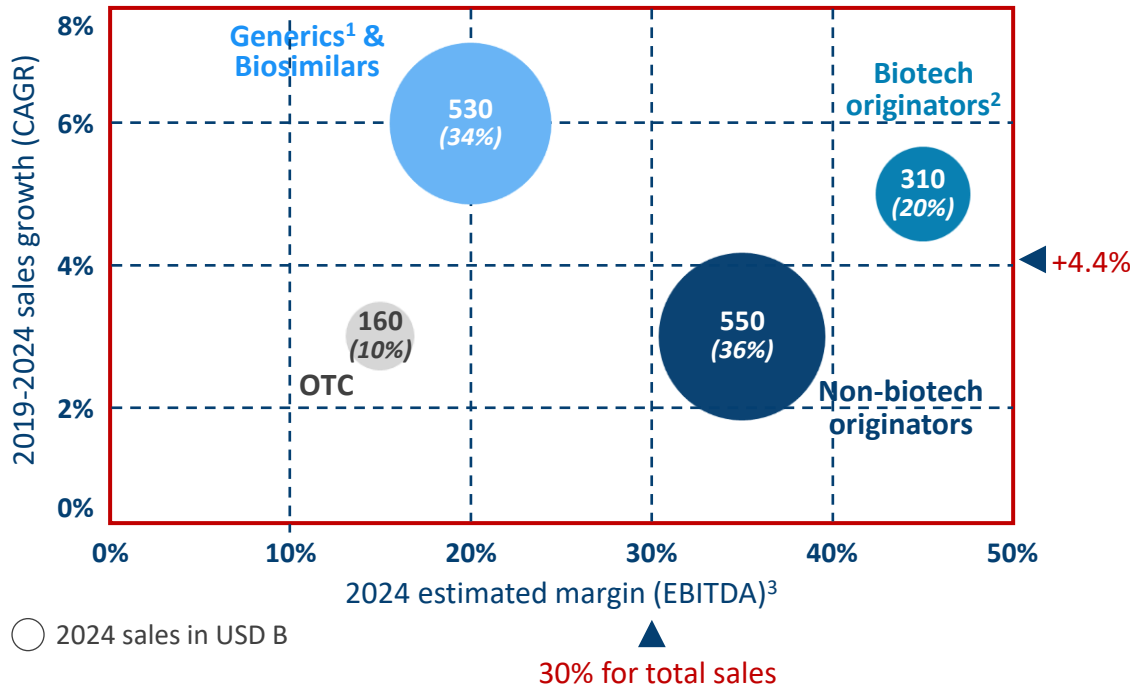 2019-2024 sales growth (CAGR)
8%
6%
4%
2%
0%
Generics¹ &
Biosimilars
530
(34%)
Biotech
originators²
310
(20%)
+4.4%
160
(10%)
OTC
550
(36%)
Non-biotech
originators
0%
10%
20%
30%
40%
50%
2024 estimated margin (EBITDA)³
2024 sales in USD B
30% for total sales